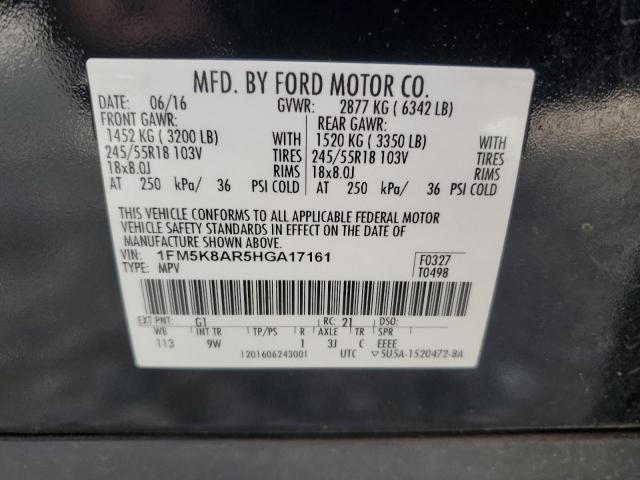 MFD. BY FORD MOTOR CO.
DATE: 06/16 GVWR: 2877 KG ( 6342 LB)
FRONT GAWR: REAR GAWR:
1452 KG ( 3200 LB) WITH 1520 KG ( 3350 LB) WITH
245/55R18 103V TIRES 245/55R18 103V TIRES
18x8.0J RIMS 18x8.0J RIMS
AT 250 kPa/ 36 PSI COLD AT 250 kPa/ 36 PSI COLD
THIS VEHICLE CONFORMS TO ALL APPLICABLE FEDERAL MOTOR
VEHICLE SAFETY STANDARDS IN EFFECT ON THE DATE OF
MANUFACTURE SHOWN ABOVE.
VIN: 1FM5K8AR5HGA17161 F0327
TYPE: MPV T0498
EXT PNT: G1 RC: 21 DSO:
WB INT TR TP/PS R AXLE TR SPR
113 9W 1 3J C EEEE
1201606243001 UTC ▽5U5A-1520472-BA